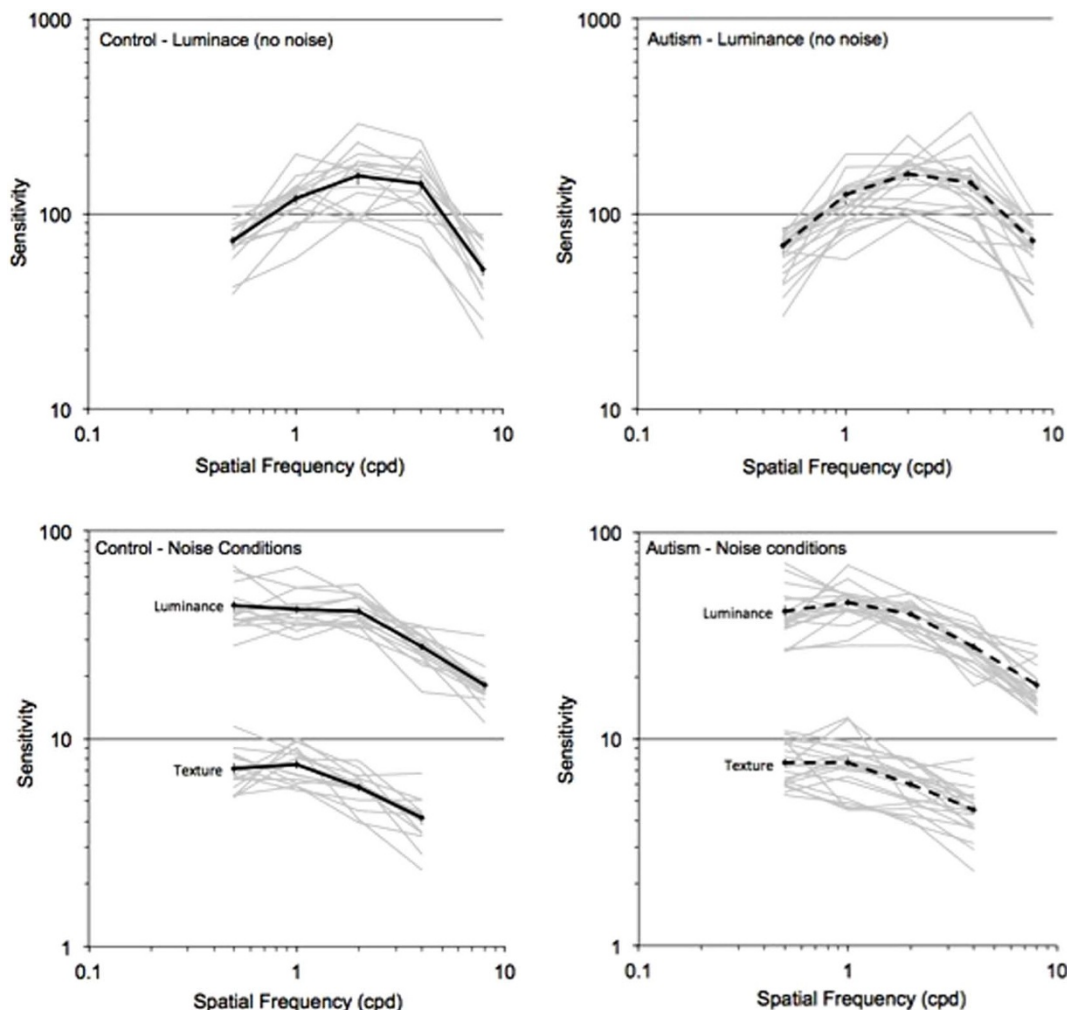 Control - Luminace (no noise)
1000
100
10
Sensitivity
0.1
1
10
Spatial Frequency (cpd)
Autism - Luminance (no noise)
1000
100
10
Sensitivity
0.1
1
10
Spatial Frequency (cpd)
Control - Noise Conditions
100
10
1
Luminance
Texture
Sensitivity
0.1
1
10
Spatial Frequency (cpd)
Autism - Noise conditions
100
10
1
Luminance
Texture
Sensitivity
0.1
1
10
Spatial Frequency (cpd)